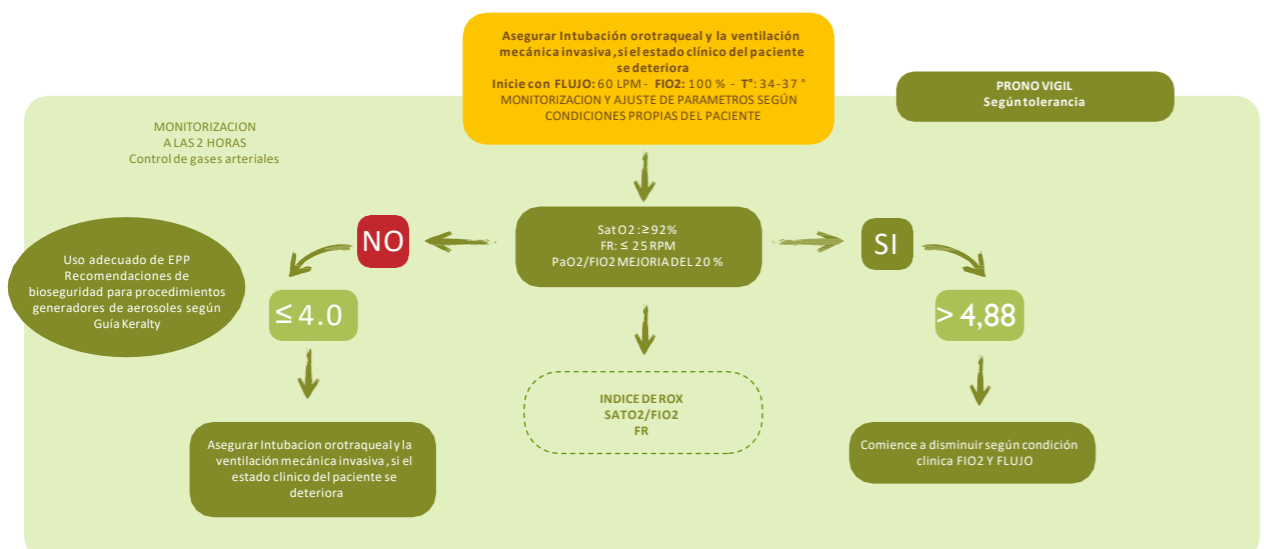 Asegurar Intubación orotraqueal y la ventilación
mecánica invasiva , si el estado clínico del paciente
se deteriora
Inicie con FLUJO: 60 LPM - FIO2: 100 % - T°: 34-37 °
MONITORIZACION Y AJUSTE DE PARAMETROS SEGÚN
CONDICIONES PROPIAS DEL PACIENTE
PRONO VIGIL
Según tolerancia
MONITORIZACION
A LAS 2 HORAS
Control de gases arteriales
Sat O2 : ≥ 92%
FR: ≤ 25 RPM
PaO2/FIO2 MEJORIA DEL 20 %
NO
SI
Uso adecuado de EPP
Recomendaciones de
bioseguridad para procedimientos
generadores de aerosoles según
Guía Keralty
≤ 4.0
> 4,88
INDICE DE ROX
SATO2/FIO2
FR
Asegurar Intubacion orotraqueal y la
ventilación mecánica invasiva , si el
estado clinico del paciente se
deteriora
Comience a disminuir según condición
clinica FIO2 Y FLUJO